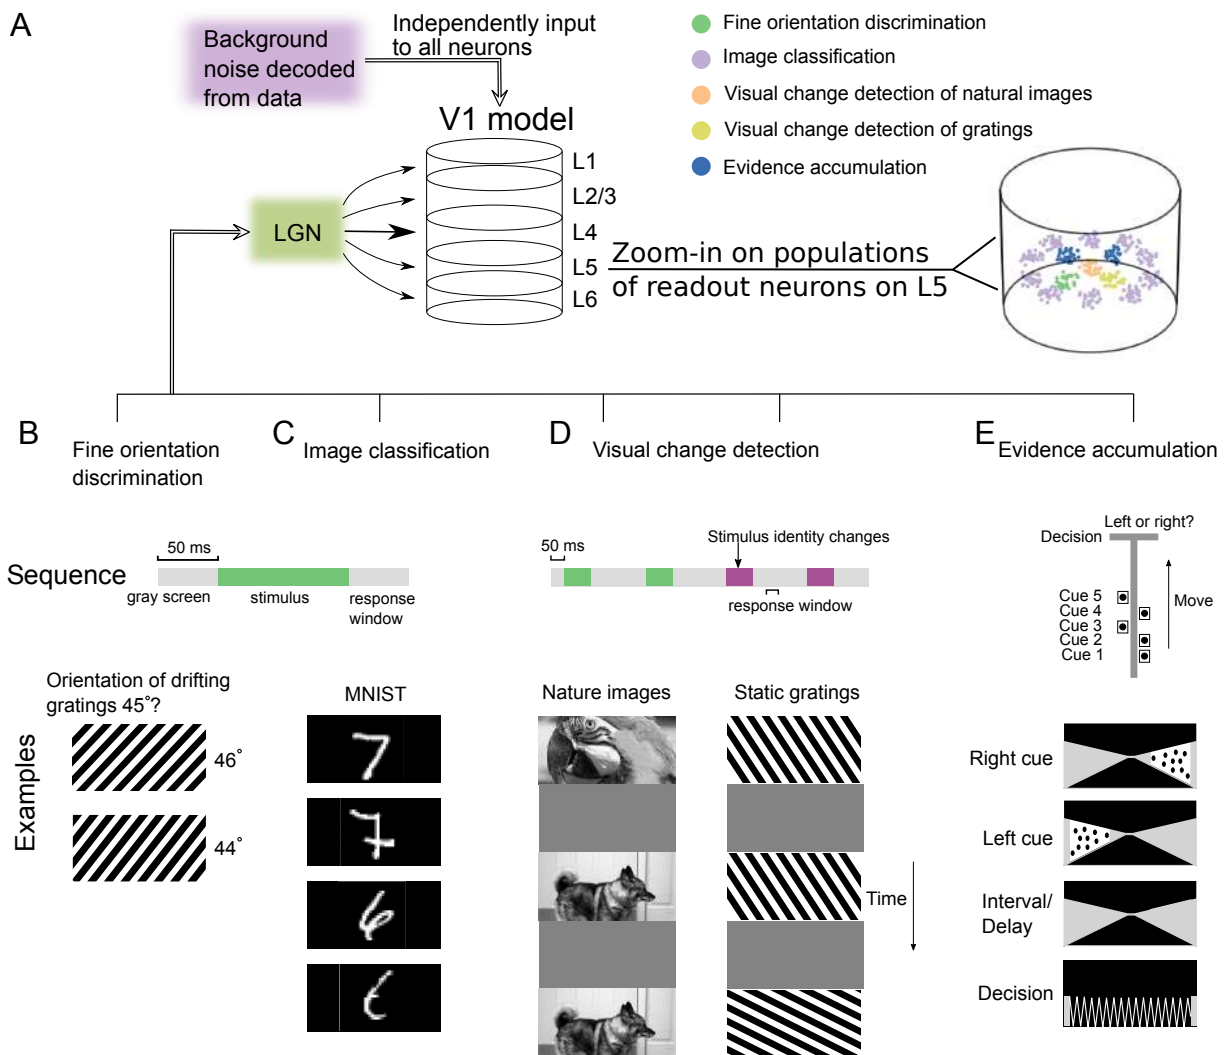 A
Background
noise decoded
from data
Independently input
to all neurons
V1 model
L1
L2/3
L4
L5
L6
LGN
Fine orientation discrimination
Image classification
Visual change detection of natural images
Visual change detection of gratings
Evidence accumulation
Zoom-in on populations
of readout neurons on L5
B
Fine orientation
discrimination
C
Image classification
D
Visual change detection
E
Evidence accumulation
Sequence
50 ms
gray screen
stimulus
response
window
50 ms
Stimulus identity changes
response window
Left or right?
Decision
Cue 5
Cue 4
Cue 3
Cue 2
Cue 1
Move
Examples
Orientation of drifting
gratings 45°?
46°
44°
MNIST
7
7
6
6
Nature images
Static gratings
Time
Right cue
Left cue
Interval/
Delay
Decision